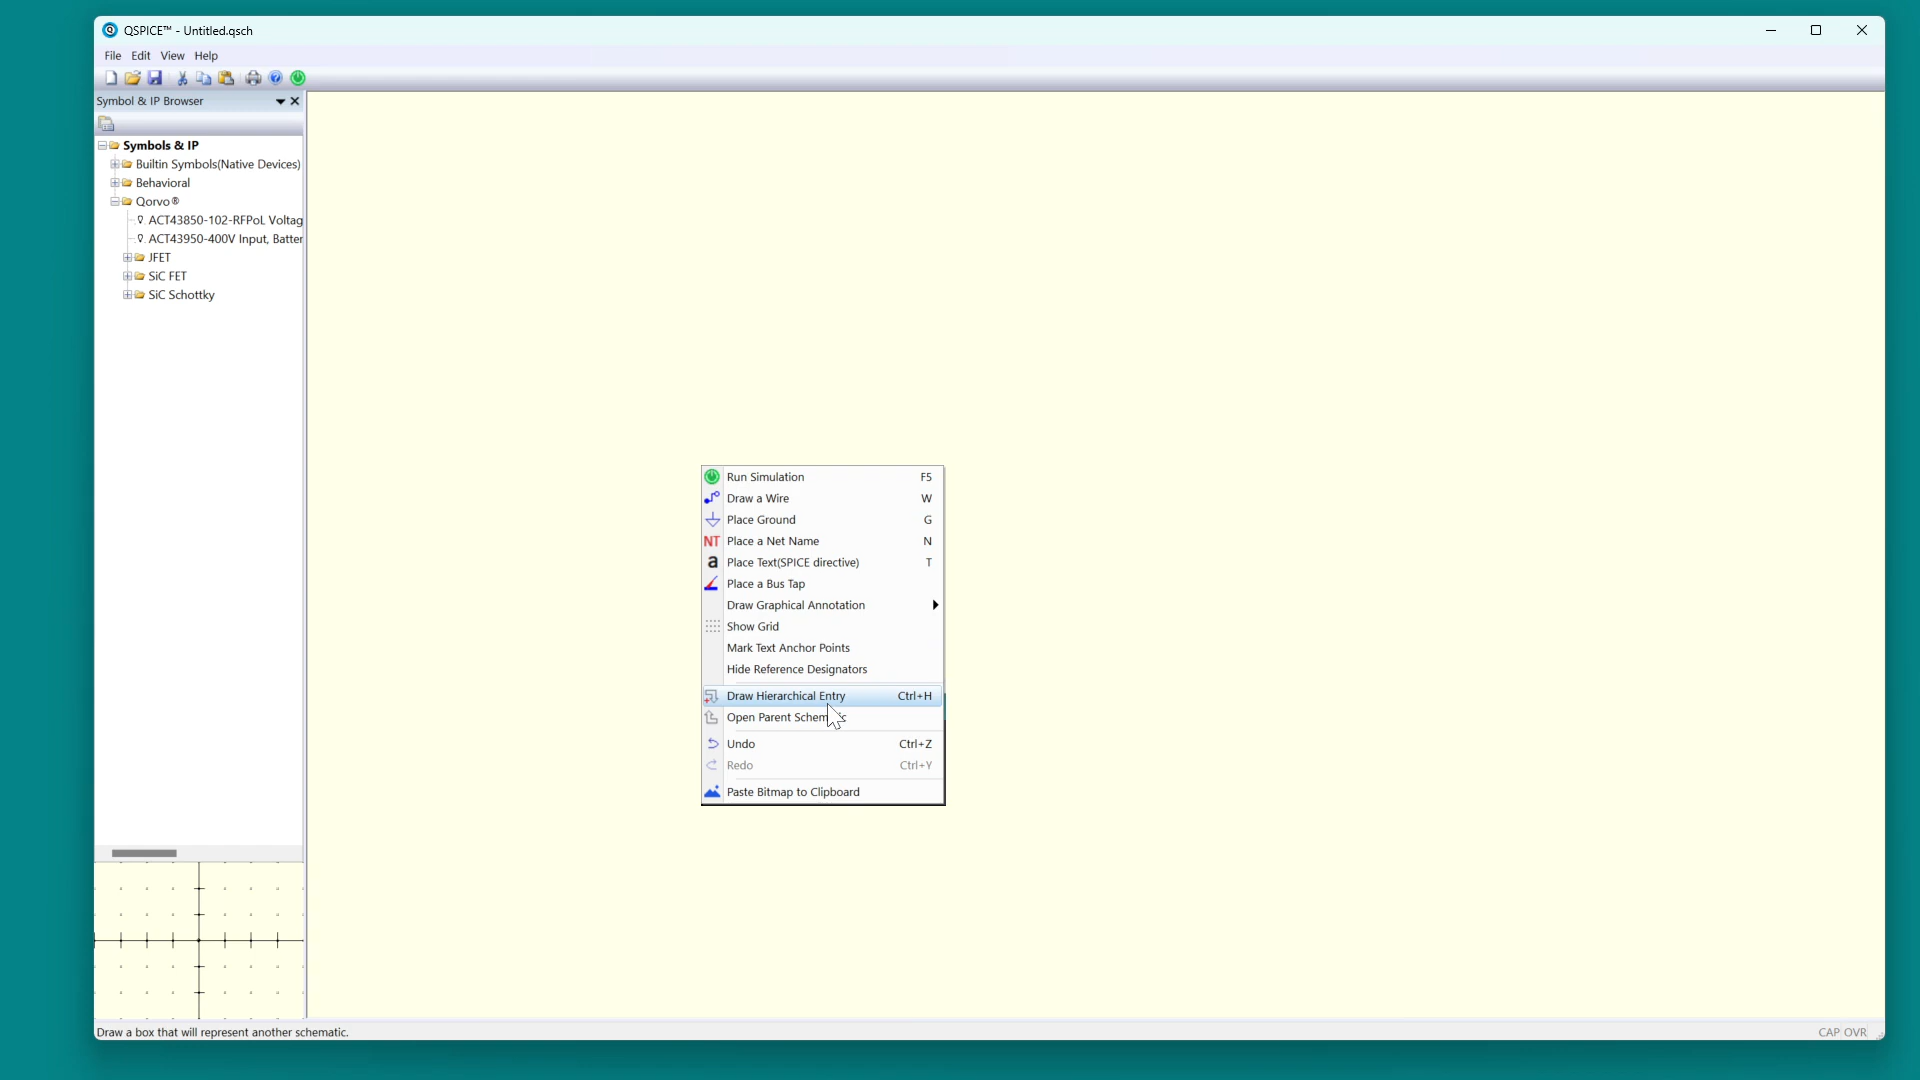 QSPICE™ - Untitled.qsch
File Edit View Help
Symbol & IP Browser
Symbols & IP
Builtin Symbols(Native Devices)
Behavioral
Qorvo®
ACT43850-102-RFPoL Voltag
ACT43950-400V Input, Batter
JFET
SiC FET
SiC Schottky
Run Simulation F5
Draw a Wire W
Place Ground G
NT Place a Net Name N
a Place Text(SPICE directive) T
Place a Bus Tap
Draw Graphical Annotation
Show Grid
Mark Text Anchor Points
Hide Reference Designators
Draw Hierarchical Entry Ctrl+H
Open Parent Schematic
Undo Ctrl+Z
Redo Ctrl+Y
Paste Bitmap to Clipboard
Draw a box that will represent another schematic.
CAP OVR